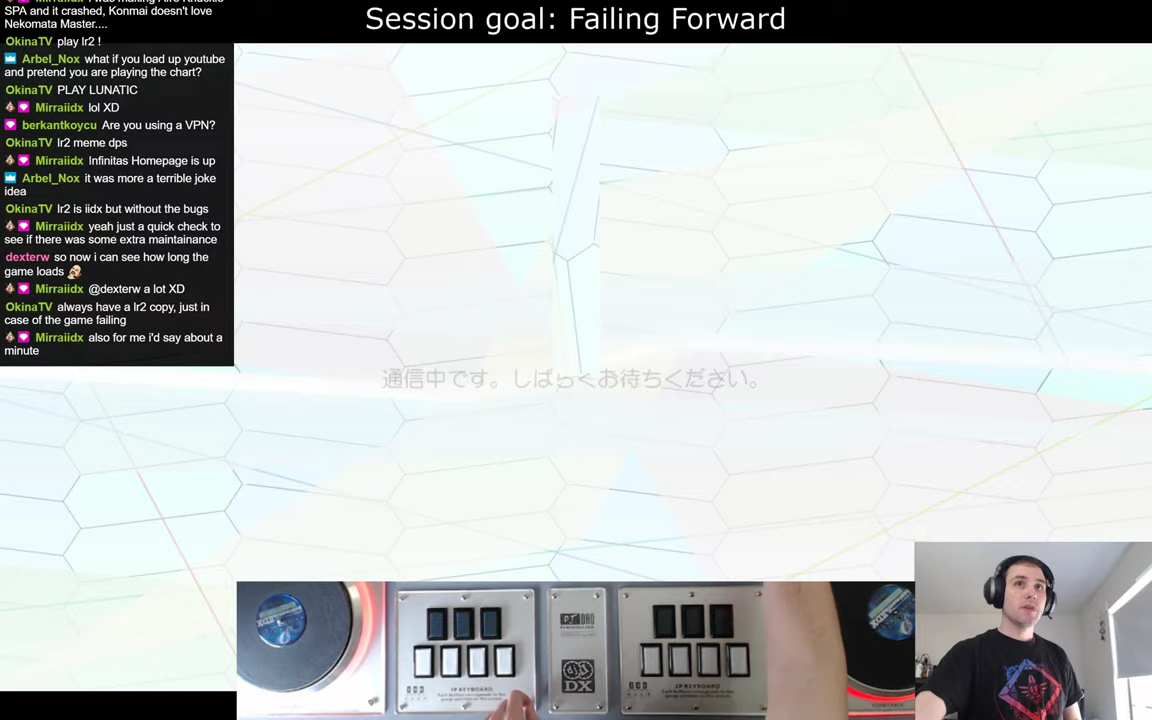 Session goal: Failing Forward
SPA and it crashed, Konmai doesn't love
Nekomata Master....
OkinaTV play lr2 !
Arbel_Nox what if you load up youtube
and pretend you are playing the chart?
OkinaTV PLAY LUNATIC
Mirraiidx lol XD
berkantkoycu Are you using a VPN?
OkinaTV lr2 meme dps
Mirraiidx Infinitas Homepage is up
Arbel_Nox it was more a terrible joke
idea
OkinaTV lr2 is iidx but without the bugs
Mirraiidx yeah just a quick check to
see if there was some extra maintainance
dexterw so now i can see how long the
game loads
Mirraiidx @dexterw a lot XD
OkinaTV always have a lr2 copy, just in
case of the game failing
Mirraiidx also for me i'd say about a
minute
通信中です。しばらくお待ちください。
DX